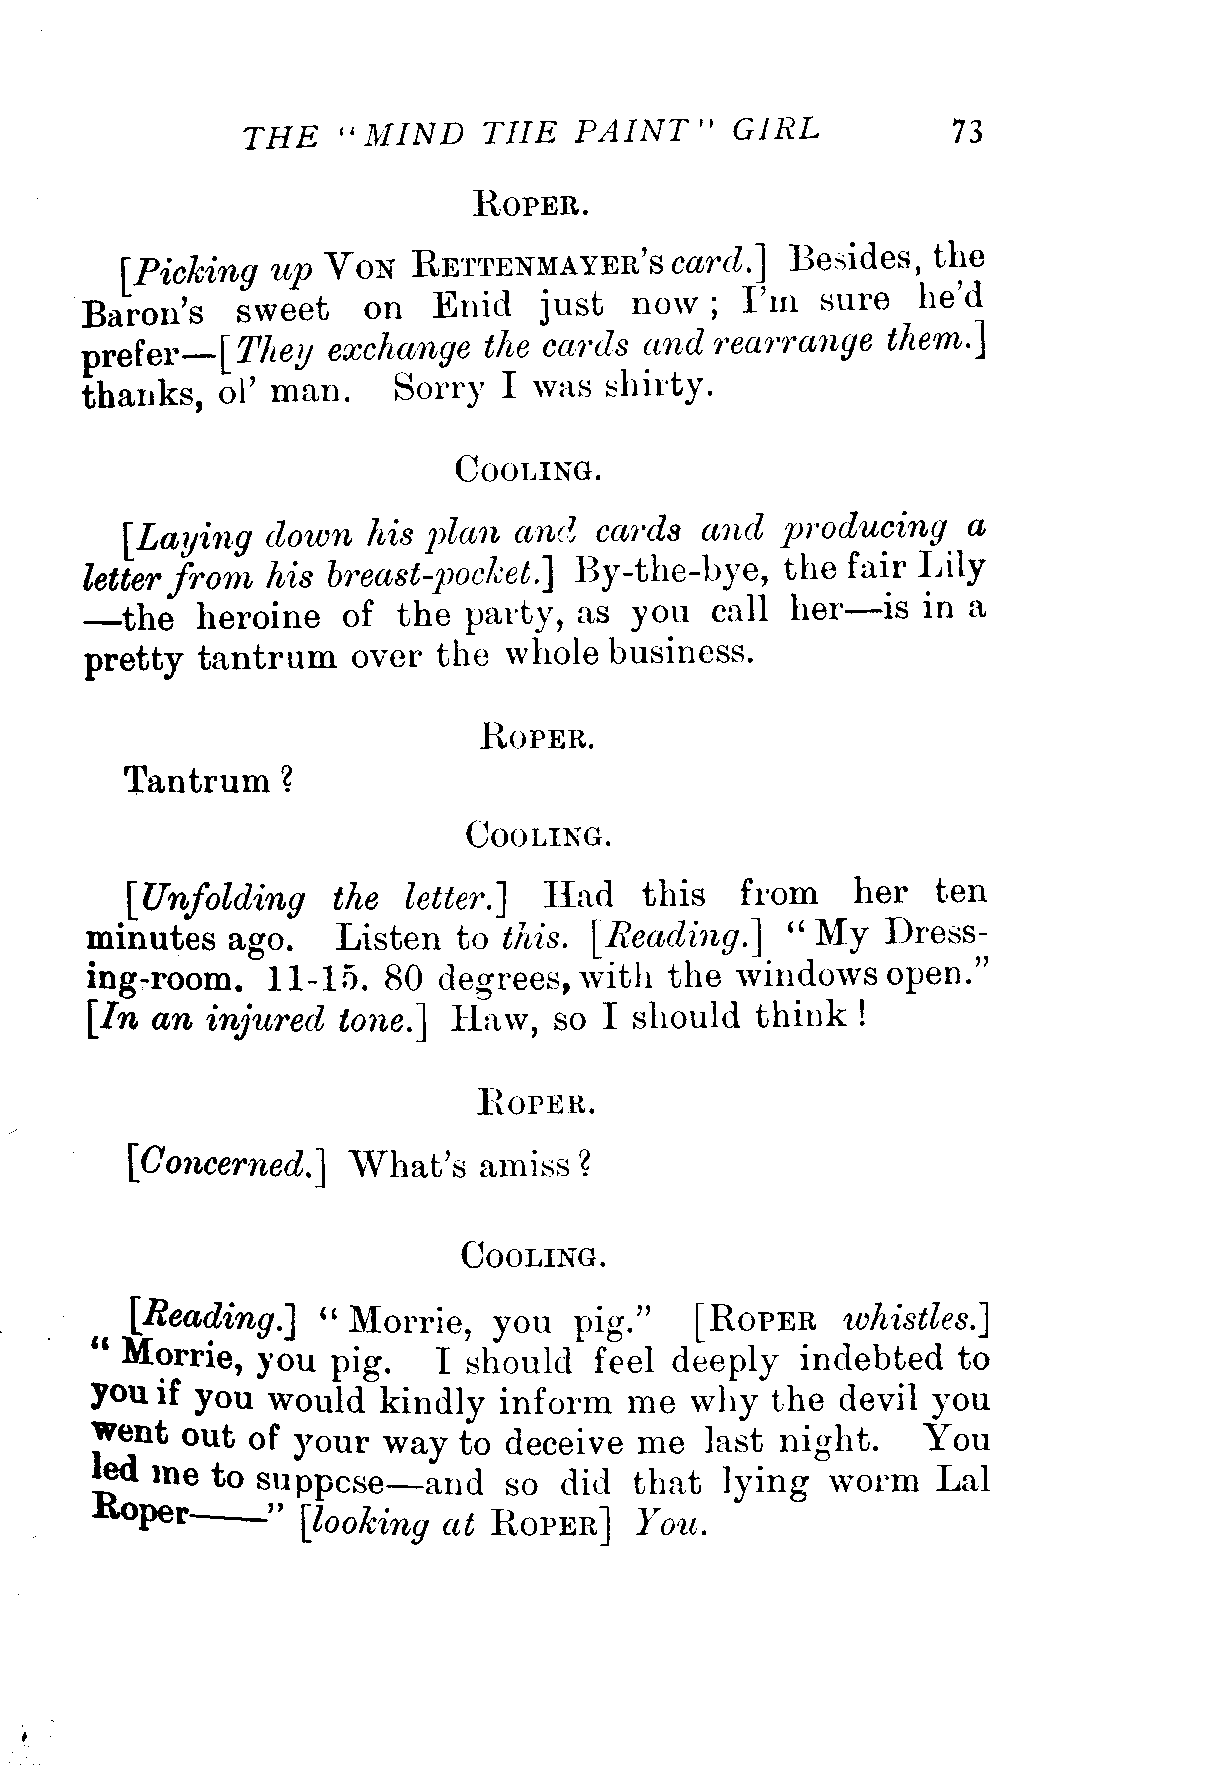 THE "MIND THE PAINT" GIRL 73
ROPER.
[Picking up VON RETTENMAYER'S card.] Besides, the
Baron's sweet on Enid just now; I'm sure he'd
prefer—[They exchange the cards and rearrange them.]
thanks, ol' man. Sorry I was shirty.
COOLING.
[Laying down his plan and cards and producing a
letter from his breast-pocket.] By-the-bye, the fair Lily
—the heroine of the party, as you call her—is in a
pretty tantrum over the whole business.
ROPER.
Tantrum?
COOLING.
[Unfolding the letter.] Had this from her ten
minutes ago. Listen to this. [Reading.] "My Dress-
ing-room. 11-15. 80 degrees, with the windows open."
[In an injured tone.] Haw, so I should think!
ROPER.
[Concerned.] What's amiss?
COOLING.
[Reading.] "Morrie, you pig." [ROPER whistles.]
"Morrie, you pig. I should feel deeply indebted to
you if you would kindly inform me why the devil you
went out of your way to deceive me last night. You
led me to suppose—and so did that lying worm Lal
Roper——" [looking at ROPER] You.